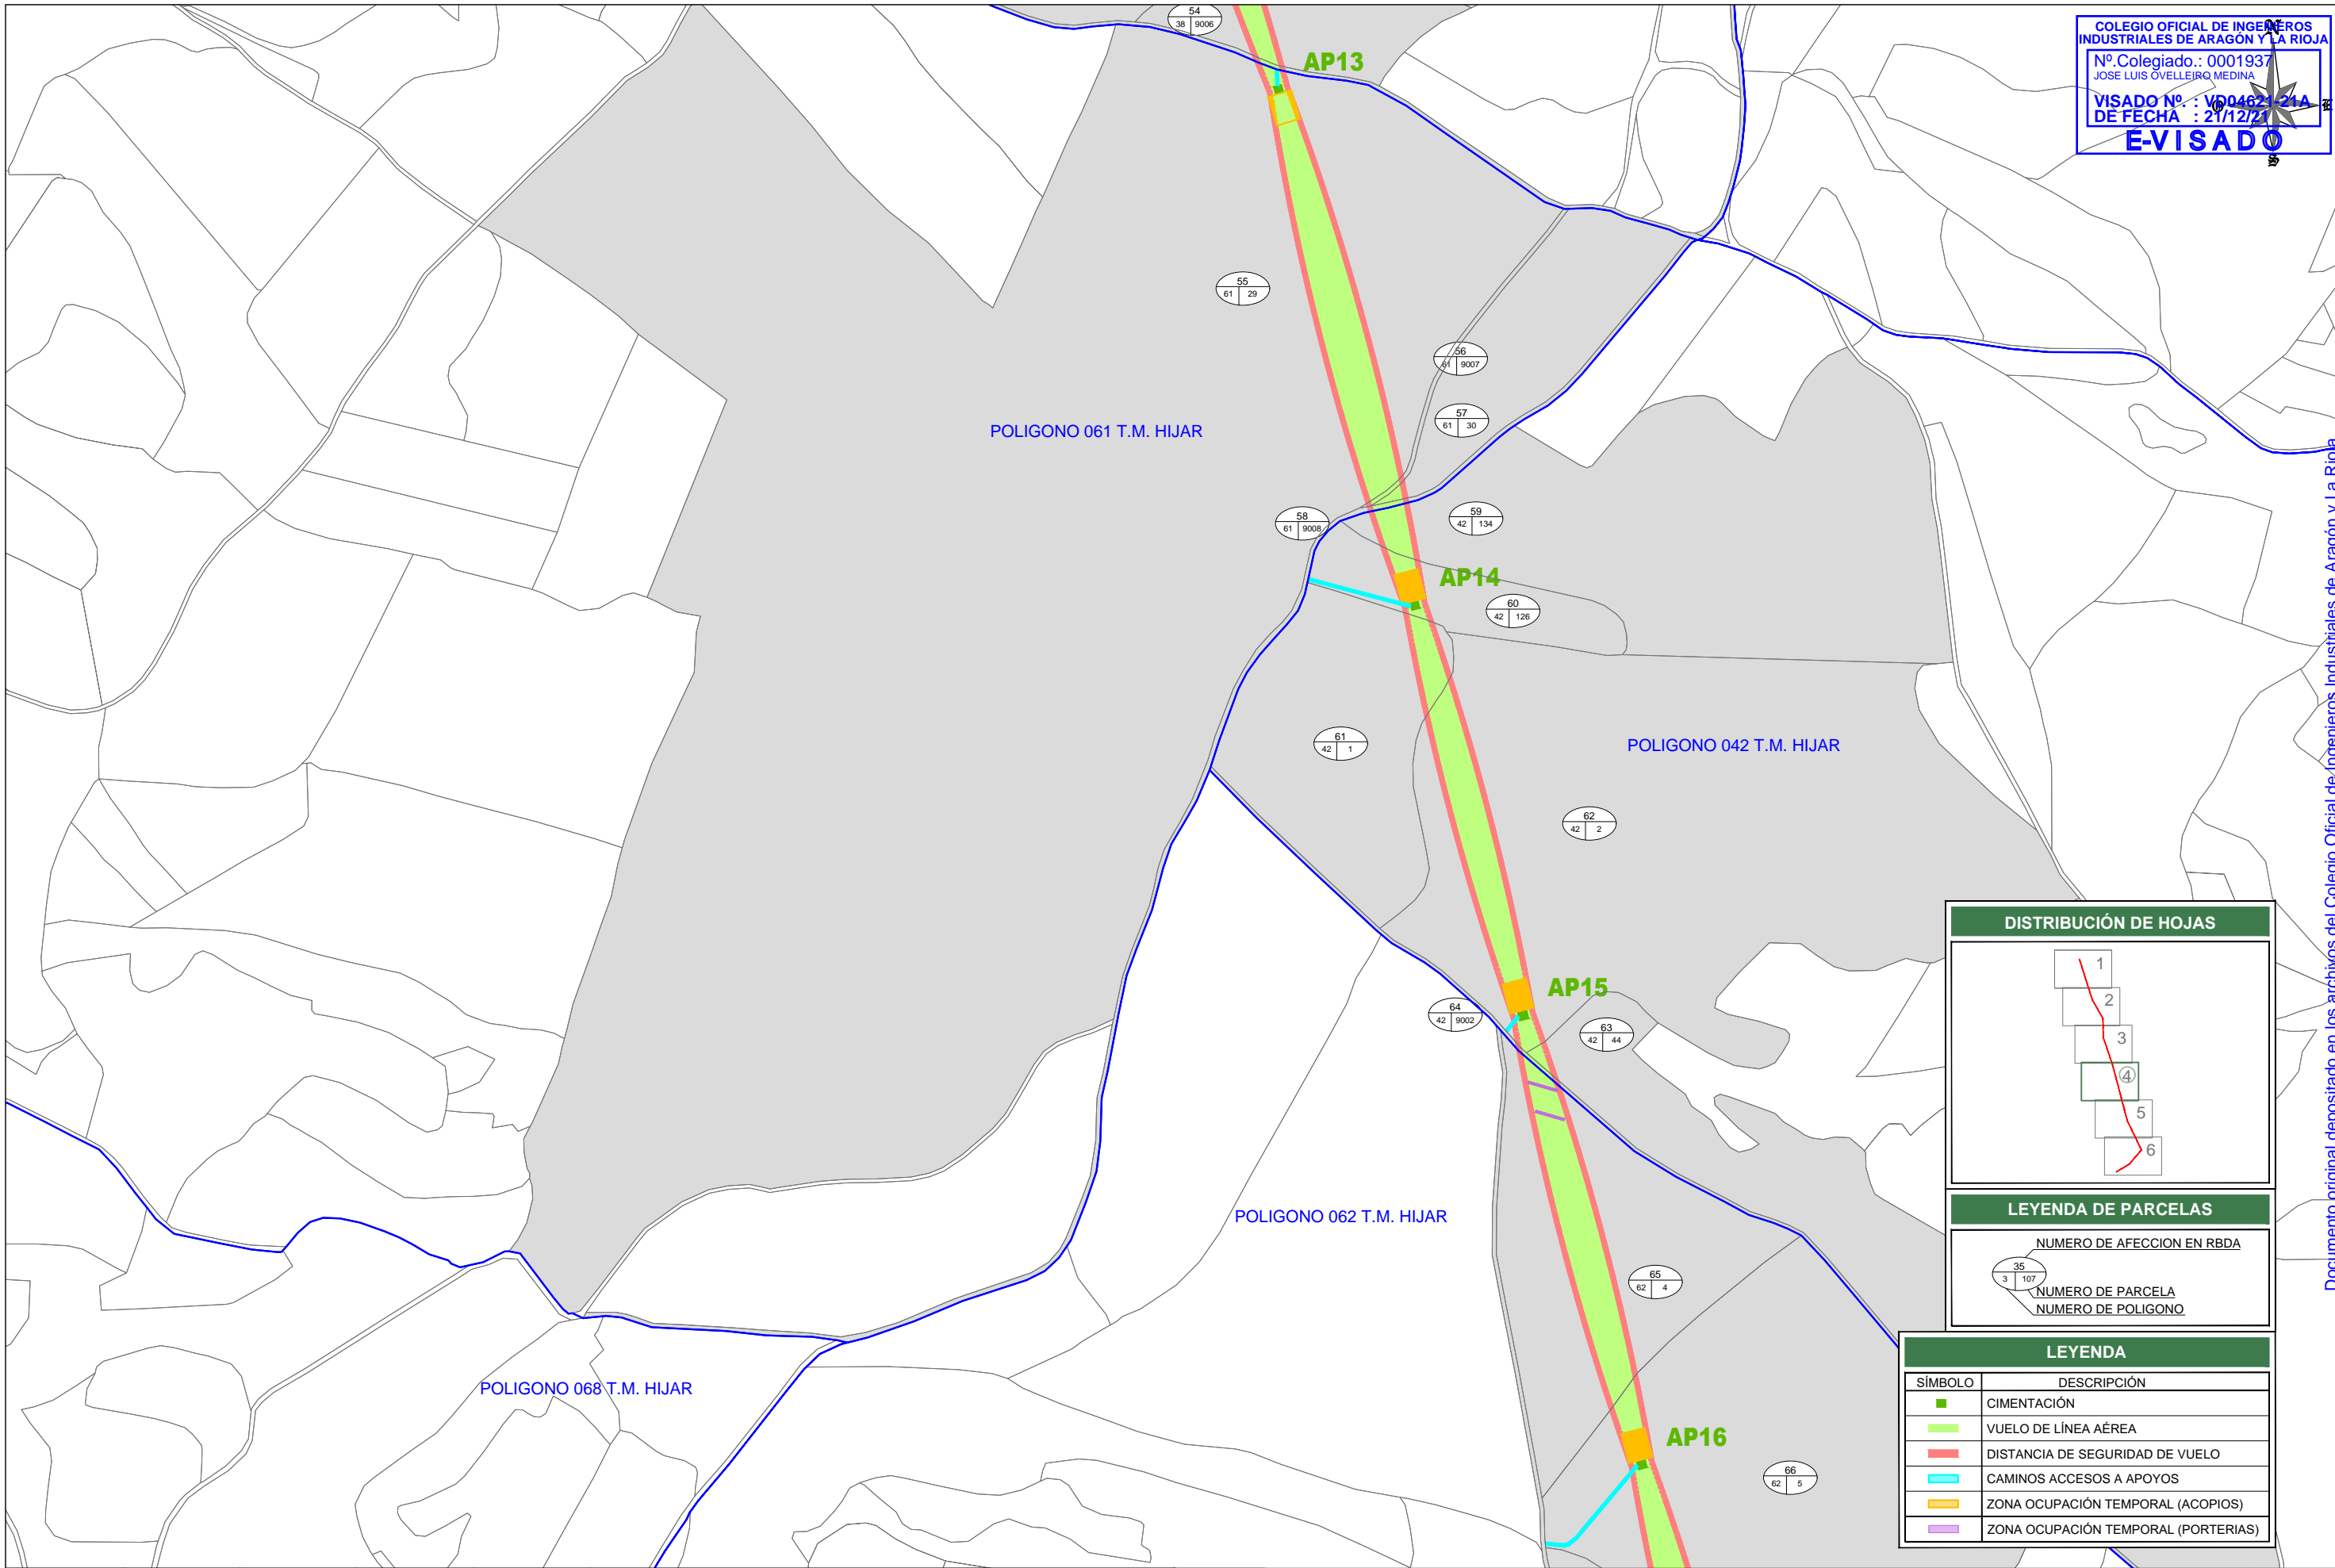 54
38 9006
AP13
COLEGIO OFICIAL DE INGENIEROS
INDUSTRIALES DE ARAGÓN Y LA RIOJA
Nº.Colegiado.: 0001937
JOSE LUIS OVELLEIRO MEDINA
VISADO Nº. : VD04621-21A
DE FECHA : 21/12/21
E-VISADO
N
O
E
S
55
61 29
56
61 9007
57
61 30
POLIGONO 061 T.M. HIJAR
58
61 9008
59
42 134
AP14
60
42 126
61
42 1
POLIGONO 042 T.M. HIJAR
62
42 2
AP15
64
42 9002
63
42 44
POLIGONO 062 T.M. HIJAR
65
62 4
POLIGONO 068 T.M. HIJAR
AP16
66
62 5
DISTRIBUCIÓN DE HOJAS
1
2
3
4
5
6
LEYENDA DE PARCELAS
NUMERO DE AFECCION EN RBDA
35
3 107
NUMERO DE PARCELA
NUMERO DE POLIGONO
LEYENDA
SÍMBOLO DESCRIPCIÓN
CIMENTACIÓN
VUELO DE LÍNEA AÉREA
DISTANCIA DE SEGURIDAD DE VUELO
CAMINOS ACCESOS A APOYOS
ZONA OCUPACIÓN TEMPORAL (ACOPIOS)
ZONA OCUPACIÓN TEMPORAL (PORTERIAS)
Documento original depositado en los archivos del Colegio Oficial de Ingenieros Industriales de Aragón y La Rioja